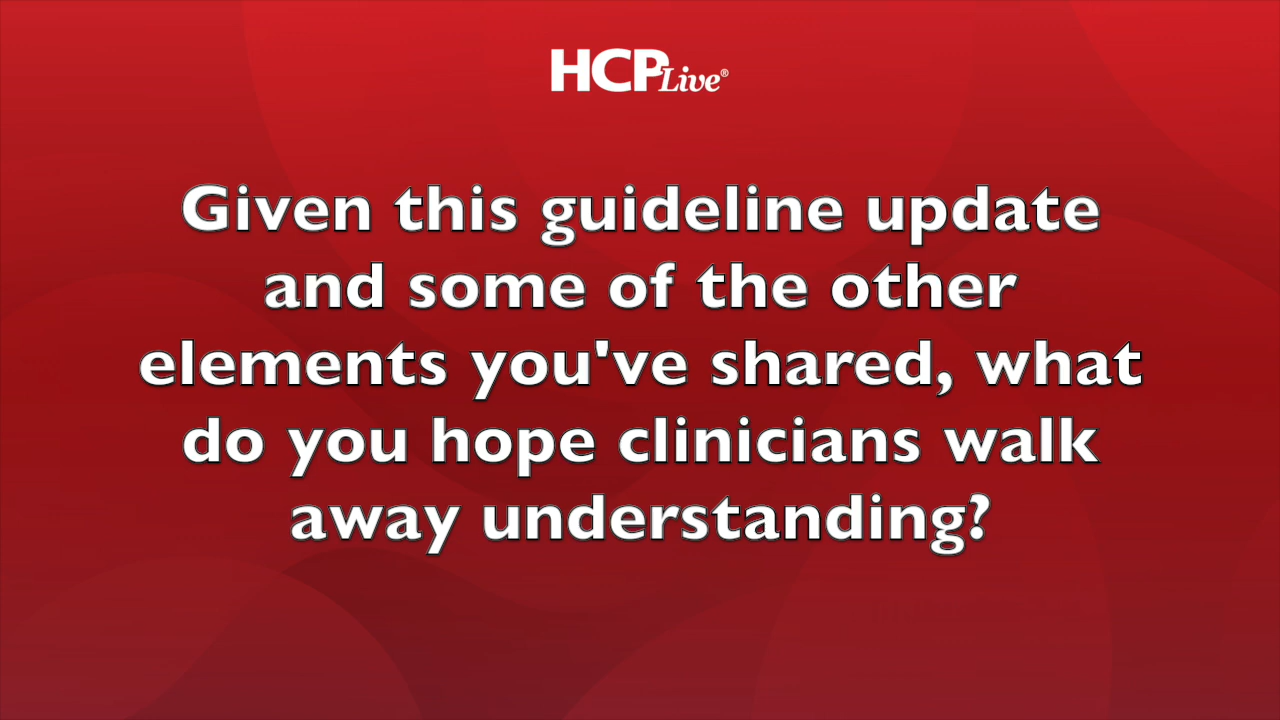 HCPLive®
Given this guideline update
and some of the other
elements you've shared, what
do you hope clinicians walk
away understanding?